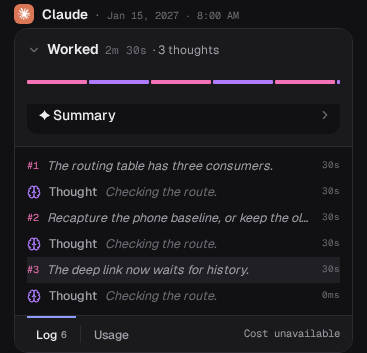 Claude · Jan 15, 2027 · 8:00 AM
Worked 2m 30s · 3 thoughts
Summary
#1 The routing table has three consumers. 30s
Thought Checking the route. 30s
#2 Recapture the phone baseline, or keep the ol… 30s
Thought Checking the route. 30s
#3 The deep link now waits for history. 30s
Thought Checking the route. 0ms
Log 6 Usage Cost unavailable